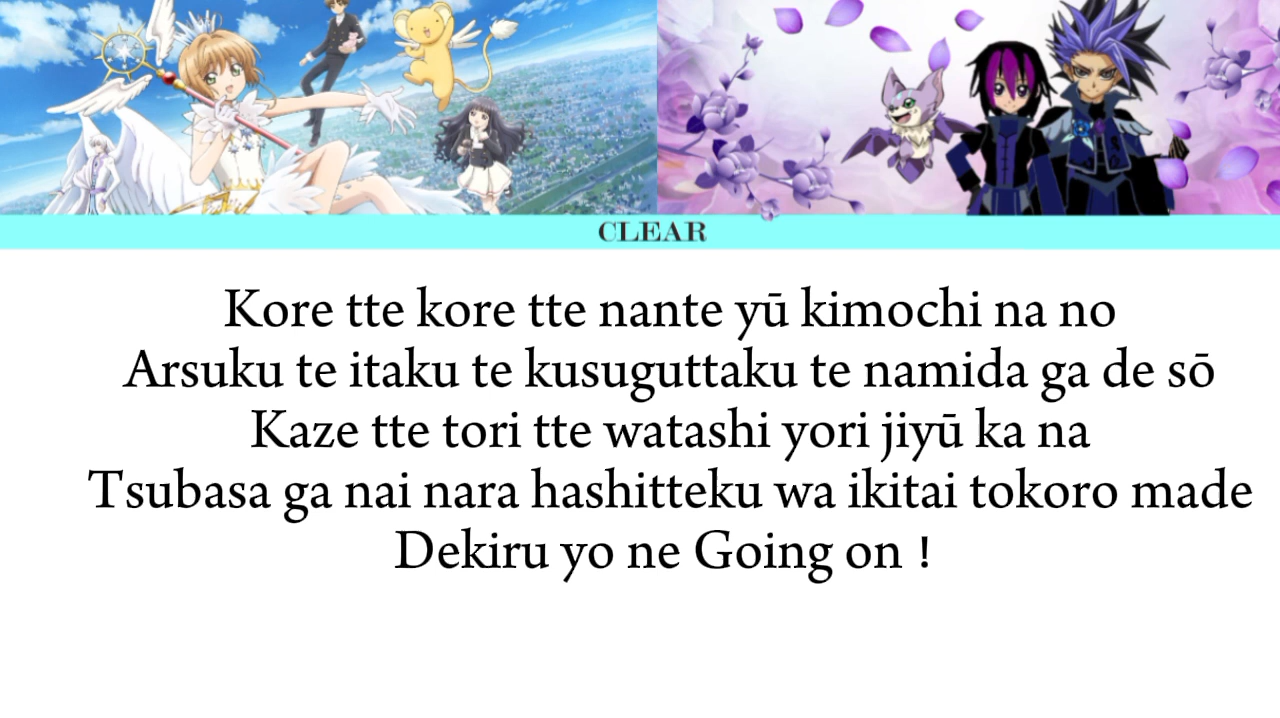 CLEAR
Kore tte kore tte nante yū kimochi na no
Arsuku te itaku te kusuguttaku te namida ga de sō
Kaze tte tori tte watashi yori jiyū ka na
Tsubasa ga nai nara hashitteku wa ikitai tokoro made
Dekiru yo ne Going on !